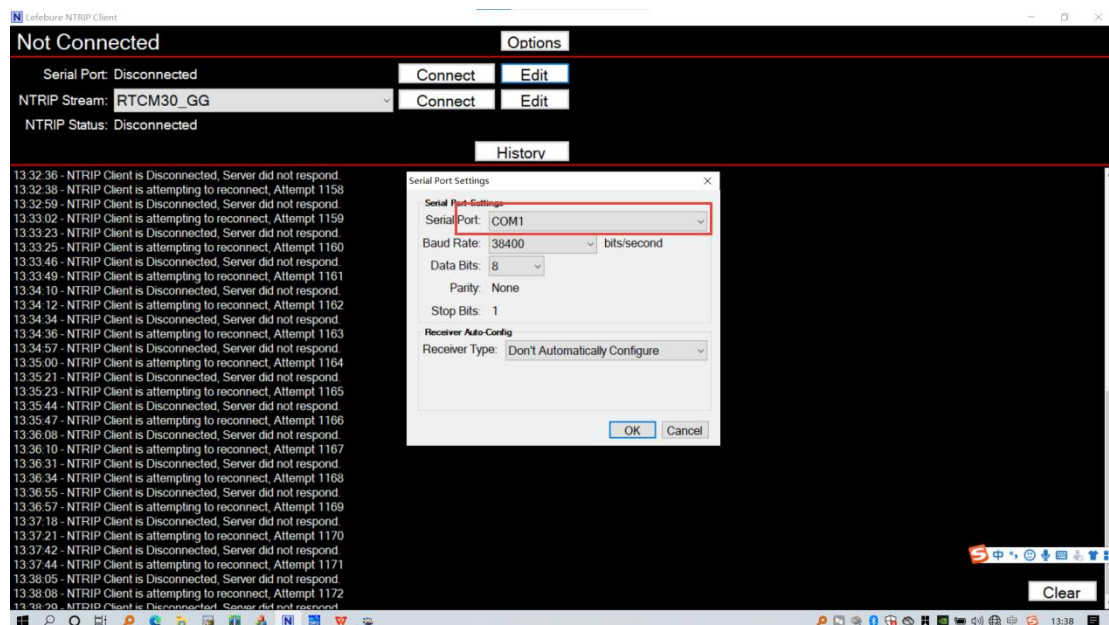 Lefebure NTRIP Client
Not Connected
Options
Serial Port: Disconnected
Connect
Edit
NTRIP Stream: RTCM30_GG
Connect
Edit
NTRIP Status: Disconnected
History
13:32:36 - NTRIP Client is Disconnected, Server did not respond.
13:32:38 - NTRIP Client is attempting to reconnect, Attempt 1158
13:32:59 - NTRIP Client is Disconnected, Server did not respond.
13:33:02 - NTRIP Client is attempting to reconnect, Attempt 1159
13:33:23 - NTRIP Client is Disconnected, Server did not respond.
13:33:25 - NTRIP Client is attempting to reconnect, Attempt 1160
13:33:46 - NTRIP Client is Disconnected, Server did not respond.
13:33:49 - NTRIP Client is attempting to reconnect, Attempt 1161
13:34:10 - NTRIP Client is Disconnected, Server did not respond.
13:34:12 - NTRIP Client is attempting to reconnect, Attempt 1162
13:34:34 - NTRIP Client is Disconnected, Server did not respond.
13:34:36 - NTRIP Client is attempting to reconnect, Attempt 1163
13:34:57 - NTRIP Client is Disconnected, Server did not respond.
13:35:00 - NTRIP Client is attempting to reconnect, Attempt 1164
13:35:21 - NTRIP Client is Disconnected, Server did not respond.
13:35:23 - NTRIP Client is attempting to reconnect, Attempt 1165
13:35:44 - NTRIP Client is Disconnected, Server did not respond.
13:35:47 - NTRIP Client is attempting to reconnect, Attempt 1166
13:36:08 - NTRIP Client is Disconnected, Server did not respond.
13:36:10 - NTRIP Client is attempting to reconnect, Attempt 1167
13:36:31 - NTRIP Client is Disconnected, Server did not respond.
13:36:34 - NTRIP Client is attempting to reconnect, Attempt 1168
13:36:55 - NTRIP Client is Disconnected, Server did not respond.
13:36:57 - NTRIP Client is attempting to reconnect, Attempt 1169
13:37:18 - NTRIP Client is Disconnected, Server did not respond.
13:37:21 - NTRIP Client is attempting to reconnect, Attempt 1170
13:37:42 - NTRIP Client is Disconnected, Server did not respond.
13:37:44 - NTRIP Client is attempting to reconnect, Attempt 1171
13:38:05 - NTRIP Client is Disconnected, Server did not respond.
13:38:08 - NTRIP Client is attempting to reconnect, Attempt 1172
13:38:29 - NTRIP Client is Disconnected, Server did not respond.
Serial Port Settings
Serial Port Settings
Serial Port: COM1
Baud Rate: 38400 bits/second
Data Bits: 8
Parity: None
Stop Bits: 1
Receiver Auto-Config
Receiver Type: Don't Automatically Configure
OK
Cancel
中
Clear
中
13:38